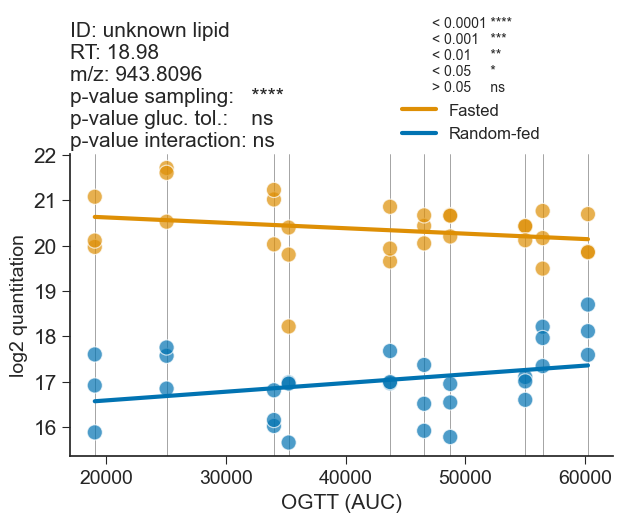 ID: unknown lipid
RT: 18.98
m/z: 943.8096
p-value sampling: ****
p-value gluc. tol.: ns
p-value interaction: ns
< 0.0001 ****
< 0.001 ***
< 0.01 **
< 0.05 *
> 0.05 ns
Fasted
Random-fed
22
21
20
19
18
17
16
log2 quantitation
20000 30000 40000 50000 60000
OGTT (AUC)